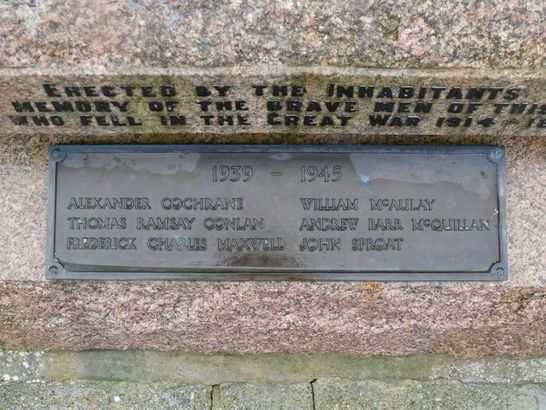 ERECTED BY THE INHABITANTS
MEMORY OF THE BRAVE MEN OF THIS
WHO FELL IN THE GREAT WAR 1914
1939 – 1945
ALEXANDER COCHRANE WILLIAM McAULAY
THOMAS RAMSAY CONLAN ANDREW BARR McQUILLAN
FREDERICK CHARLES MAXWELL JOHN SPROAT